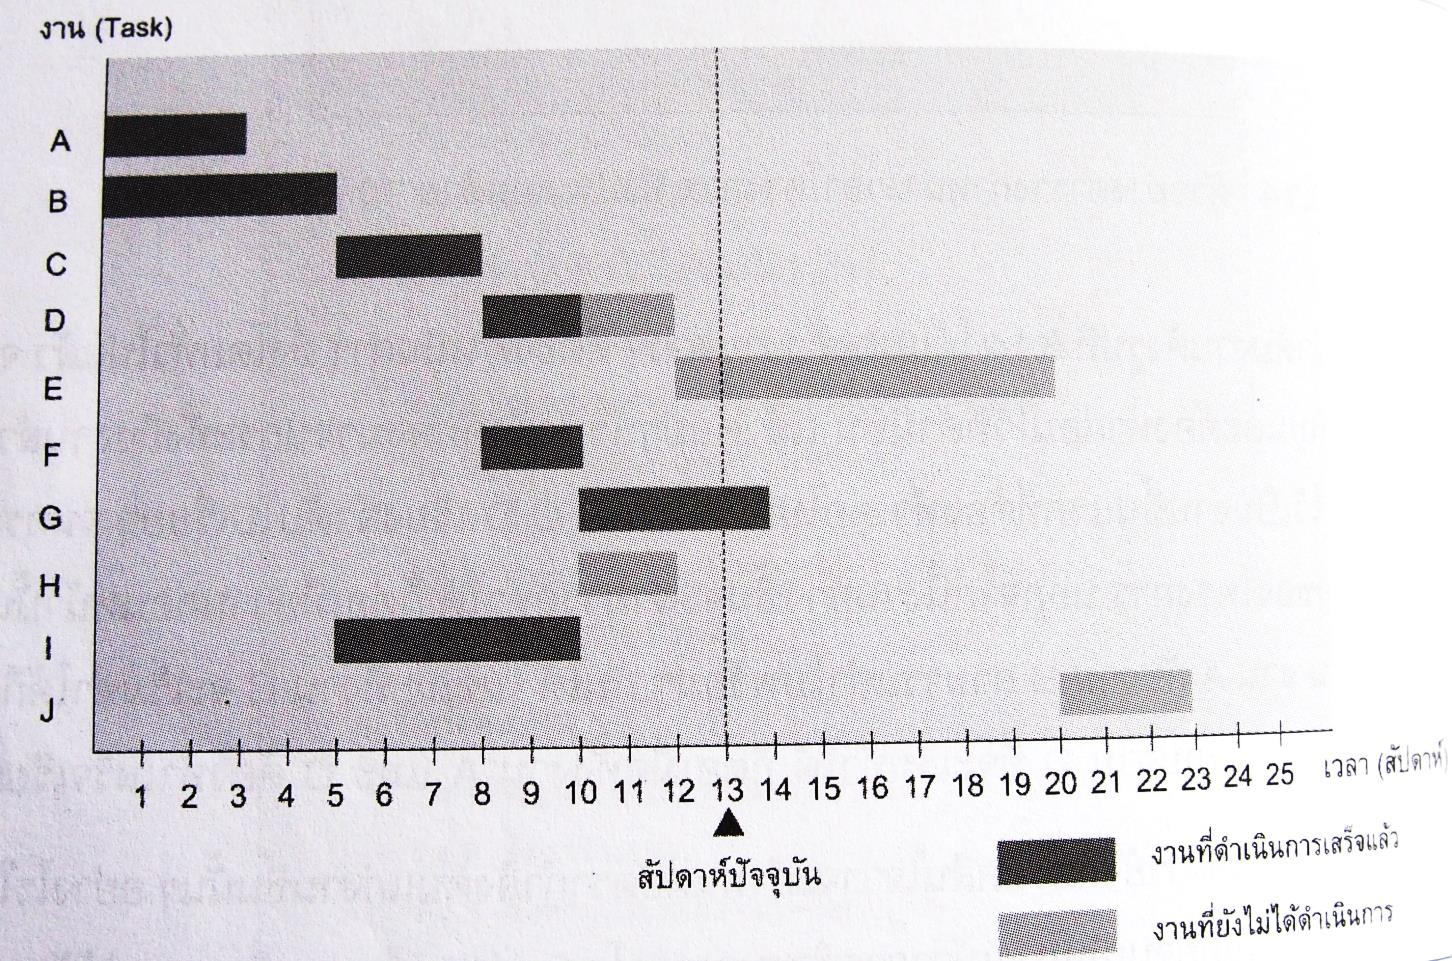 งาน (Task)
A
B
C
D
E
F
G
H
I
J
1 2 3 4 5 6 7 8 9 10 11 12 13 14 15 16 17 18 19 20 21 22 23 24 25 เวลา (สัปดาห์)
สัปดาห์ปัจจุบัน
งานที่ดำเนินการเสร็จแล้ว
งานที่ยังไม่ได้ดำเนินการ